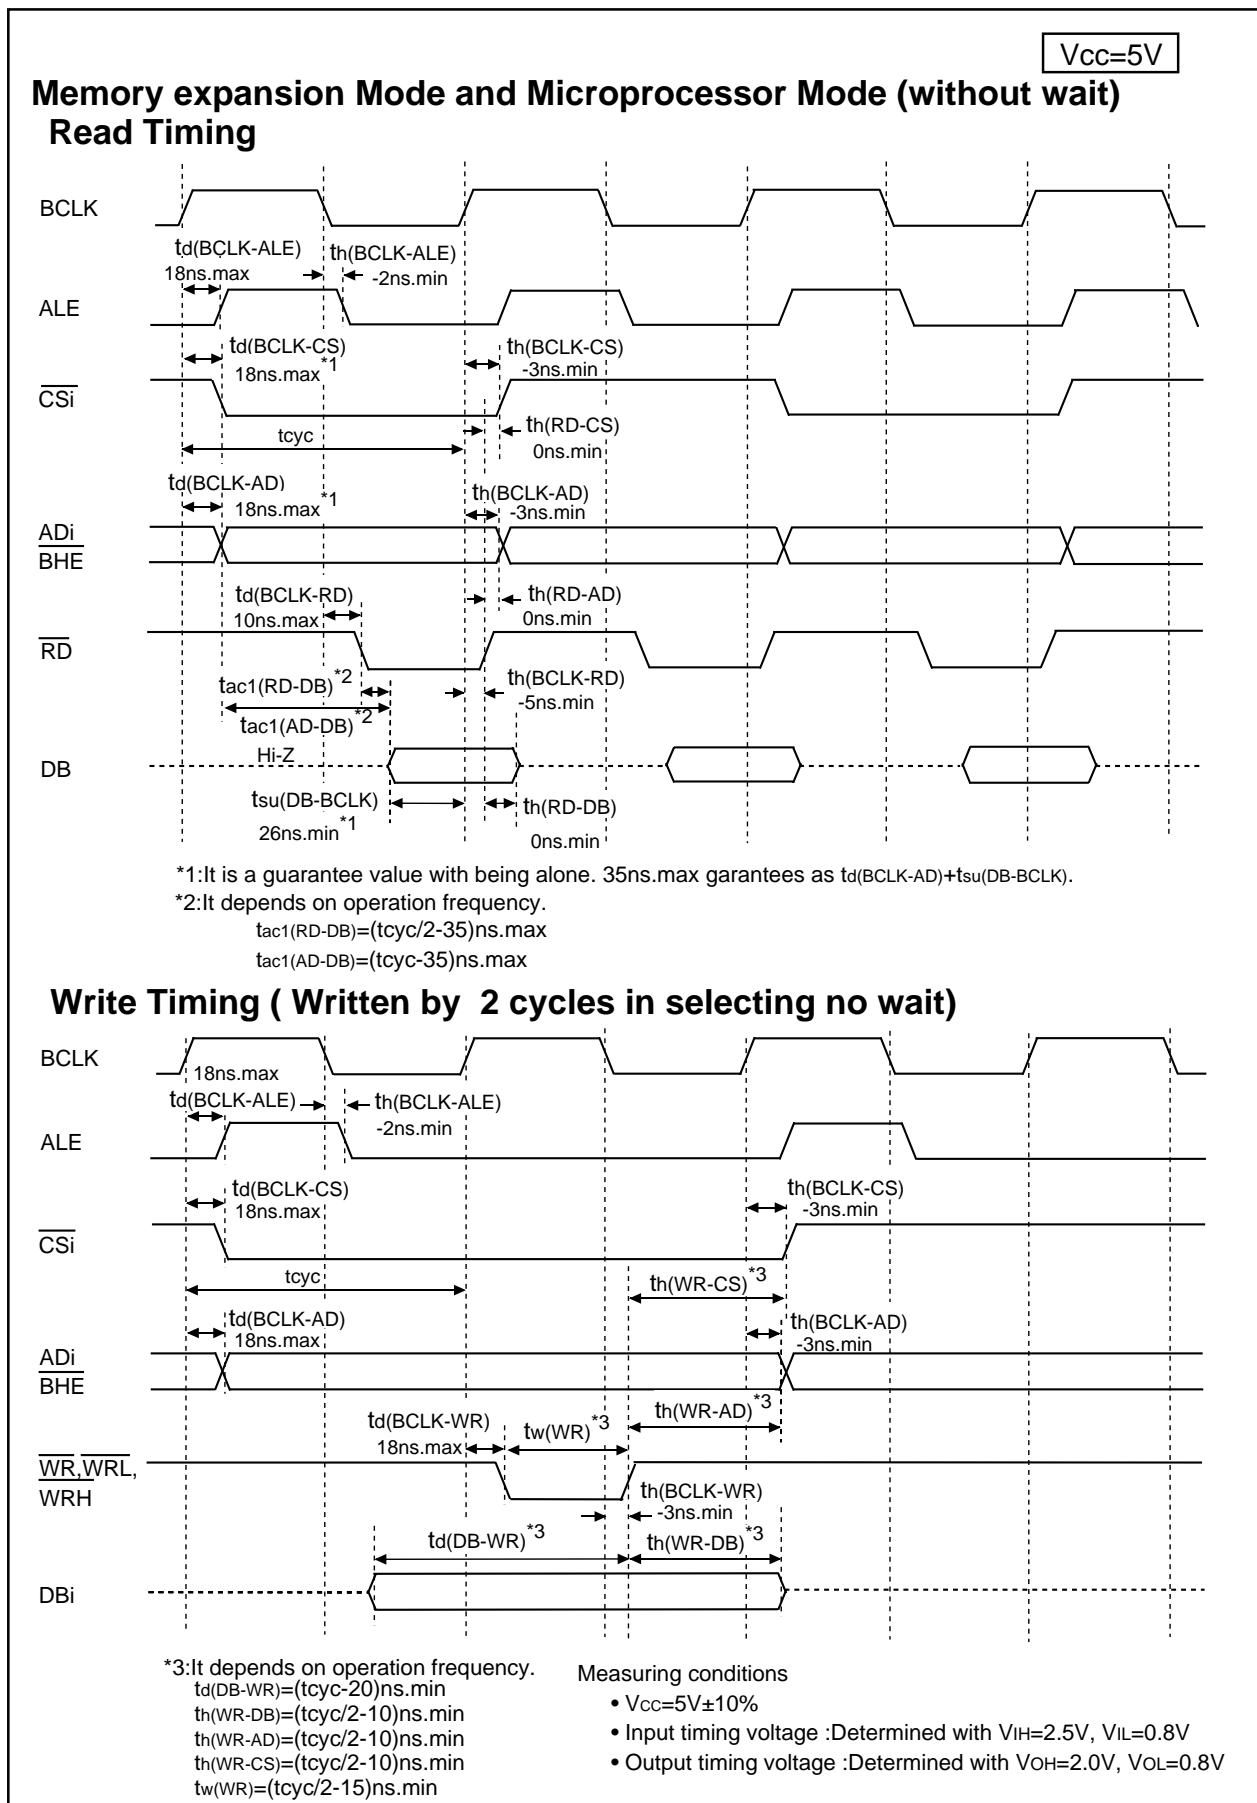 Vcc=5V
Memory expansion Mode and Microprocessor Mode (without wait)
Read Timing
BCLK
td(BCLK-ALE)
18ns.max
th(BCLK-ALE)
-2ns.min
ALE
td(BCLK-CS)
18ns.max*1
th(BCLK-CS)
-3ns.min
CSi
tcyc
th(RD-CS)
0ns.min
td(BCLK-AD)
18ns.max*1
th(BCLK-AD)
-3ns.min
ADi
BHE
td(BCLK-RD)
10ns.max
th(RD-AD)
0ns.min
RD
tac1(RD-DB)*2
th(BCLK-RD)
-5ns.min
tac1(AD-DB)*2
Hi-Z
DB
tsu(DB-BCLK)
26ns.min*1
th(RD-DB)
0ns.min
*1:It is a guarantee value with being alone. 35ns.max garantees as td(BCLK-AD)+tsu(DB-BCLK).
*2:It depends on operation frequency.
tac1(RD-DB)=(tcyc/2-35)ns.max
tac1(AD-DB)=(tcyc-35)ns.max
Write Timing ( Written by 2 cycles in selecting no wait)
BCLK
18ns.max
td(BCLK-ALE)
th(BCLK-ALE)
-2ns.min
ALE
td(BCLK-CS)
18ns.max
th(BCLK-CS)
-3ns.min
CSi
tcyc
th(WR-CS)*3
td(BCLK-AD)
18ns.max
th(BCLK-AD)
-3ns.min
ADi
BHE
td(BCLK-WR)
18ns.max
tw(WR)*3
th(WR-AD)*3
WR,WRL,
WRH
th(BCLK-WR)
-3ns.min
td(DB-WR)*3
th(WR-DB)*3
DBi
*3:It depends on operation frequency.
td(DB-WR)=(tcyc-20)ns.min
th(WR-DB)=(tcyc/2-10)ns.min
th(WR-AD)=(tcyc/2-10)ns.min
th(WR-CS)=(tcyc/2-10)ns.min
tw(WR)=(tcyc/2-15)ns.min
Measuring conditions
• VCC=5V±10%
• Input timing voltage :Determined with VIH=2.5V, VIL=0.8V
• Output timing voltage :Determined with VOH=2.0V, VOL=0.8V